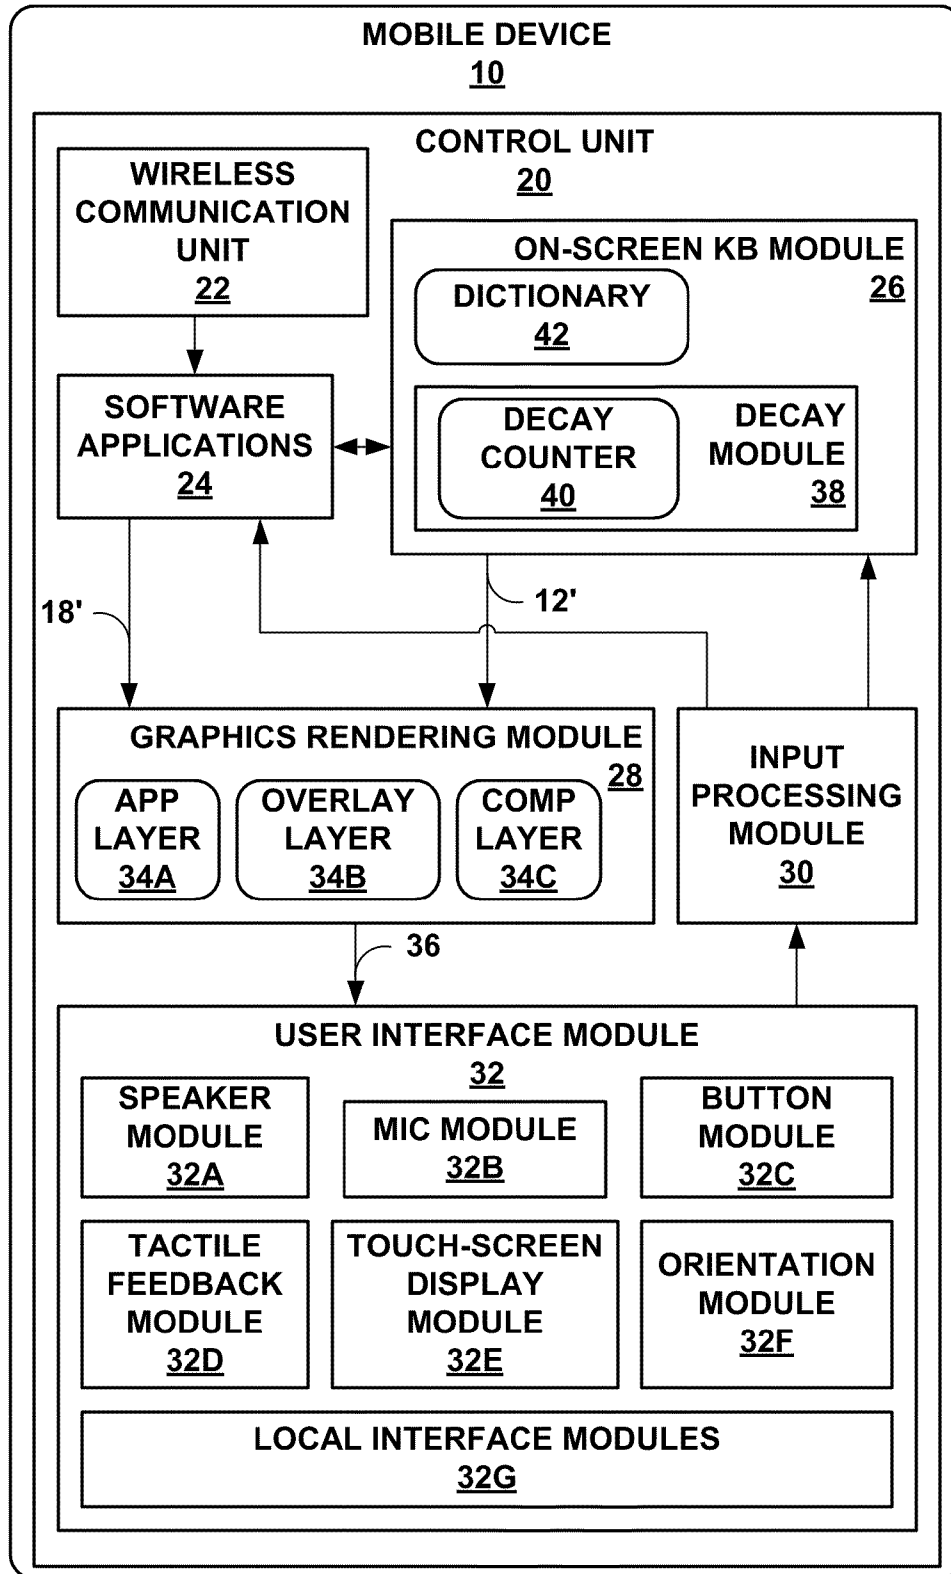 MOBILE DEVICE
10
CONTROL UNIT
20
WIRELESS
COMMUNICATION
UNIT
22
ON-SCREEN KB MODULE
26
DICTIONARY
42
SOFTWARE
APPLICATIONS
24
DECAY
COUNTER
40
DECAY
MODULE
38
18'
12'
GRAPHICS RENDERING MODULE
28
APP
LAYER
34A
OVERLAY
LAYER
34B
COMP
LAYER
34C
INPUT
PROCESSING
MODULE
30
36
USER INTERFACE MODULE
32
SPEAKER
MODULE
32A
MIC MODULE
32B
BUTTON
MODULE
32C
TACTILE
FEEDBACK
MODULE
32D
TOUCH-SCREEN
DISPLAY
MODULE
32E
ORIENTATION
MODULE
32F
LOCAL INTERFACE MODULES
32G